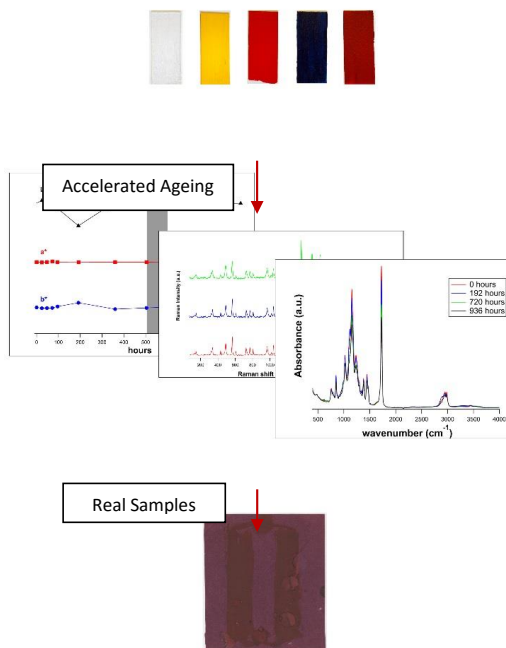 Accelerated Ageing
a*
b*
0 100 200 300 400 500
hours
Raman Intensity (a.u.)
Raman shift
Absorbance (a.u.)
0 hours
192 hours
720 hours
936 hours
500 1000 1500 2000 2500 3000 3500 4000
wavenumber (cm⁻¹)
Real Samples